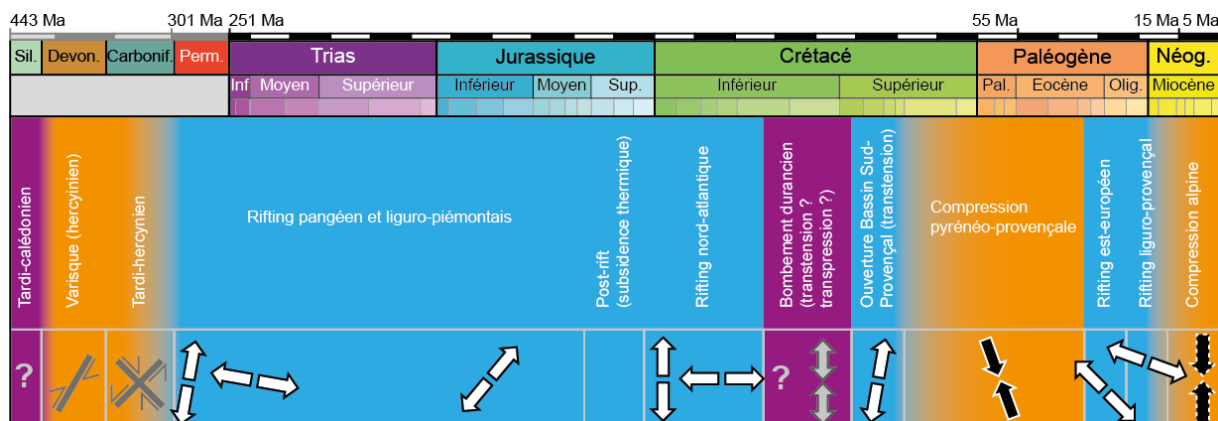 443 Ma 301 Ma 251 Ma 55 Ma 15 Ma 5 Ma
Sil. Devon. Carbonif. Perm. Trias Jurassique Crétacé Paléogène Néog.
Inf Moyen Supérieur Inférieur Moyen Sup. Inférieur Supérieur Pal. Eocène Olig. Miocène
Tardi-calédonien
Varisque (hercyinien)
Tardi-hercynien
Rifting pangéen et liguro-piémontais
Post-rift
(subsidence thermique)
Rifting nord-atlantique
Bombement durancien
(transtension ?
transpression ?)
Ouverture Bassin Sud-
Provençal (transtension)
Compression
pyrénéo-provençale
Rifting est-européen
Rifting liguro-provençal
Compression alpine
? ?